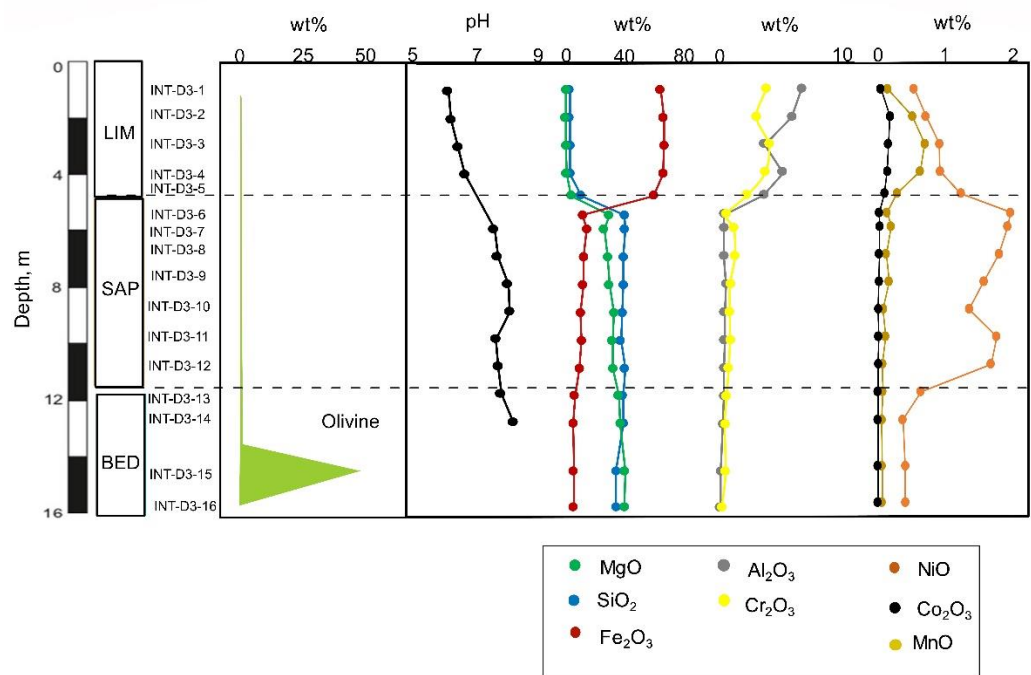 wt% pH wt% wt% wt%
0 25 50 5 7 9 0 40 80 0 10 0 1 2
Depth, m
0
4
8
12
16
LIM
SAP
BED
INT-D3-1
INT-D3-2
INT-D3-3
INT-D3-4
INT-D3-5
INT-D3-6
INT-D3-7
INT-D3-8
INT-D3-9
INT-D3-10
INT-D3-11
INT-D3-12
INT-D3-13
INT-D3-14
INT-D3-15
INT-D3-16
Olivine
MgO Al₂O₃ NiO
SiO₂ Cr₂O₃ Co₂O₃
Fe₂O₃ MnO